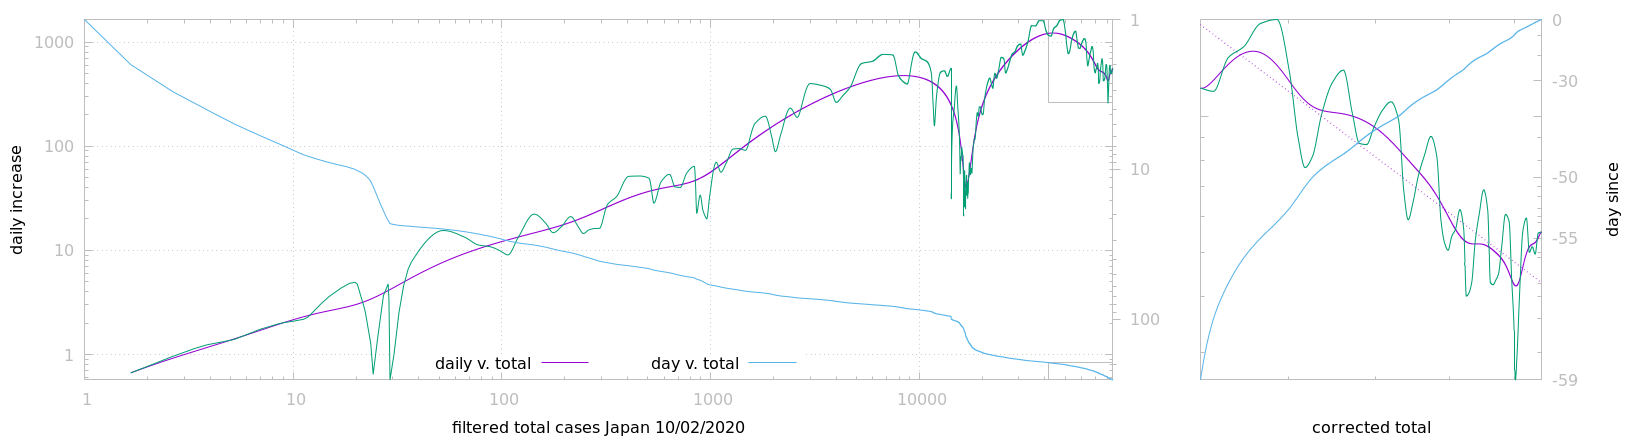 daily increase
1000
100
10
1
1
10
100
1000
10000
filtered total cases Japan 10/02/2020
daily v. total
day v. total
1
10
100
0
-30
-50
-55
-59
day since
corrected total